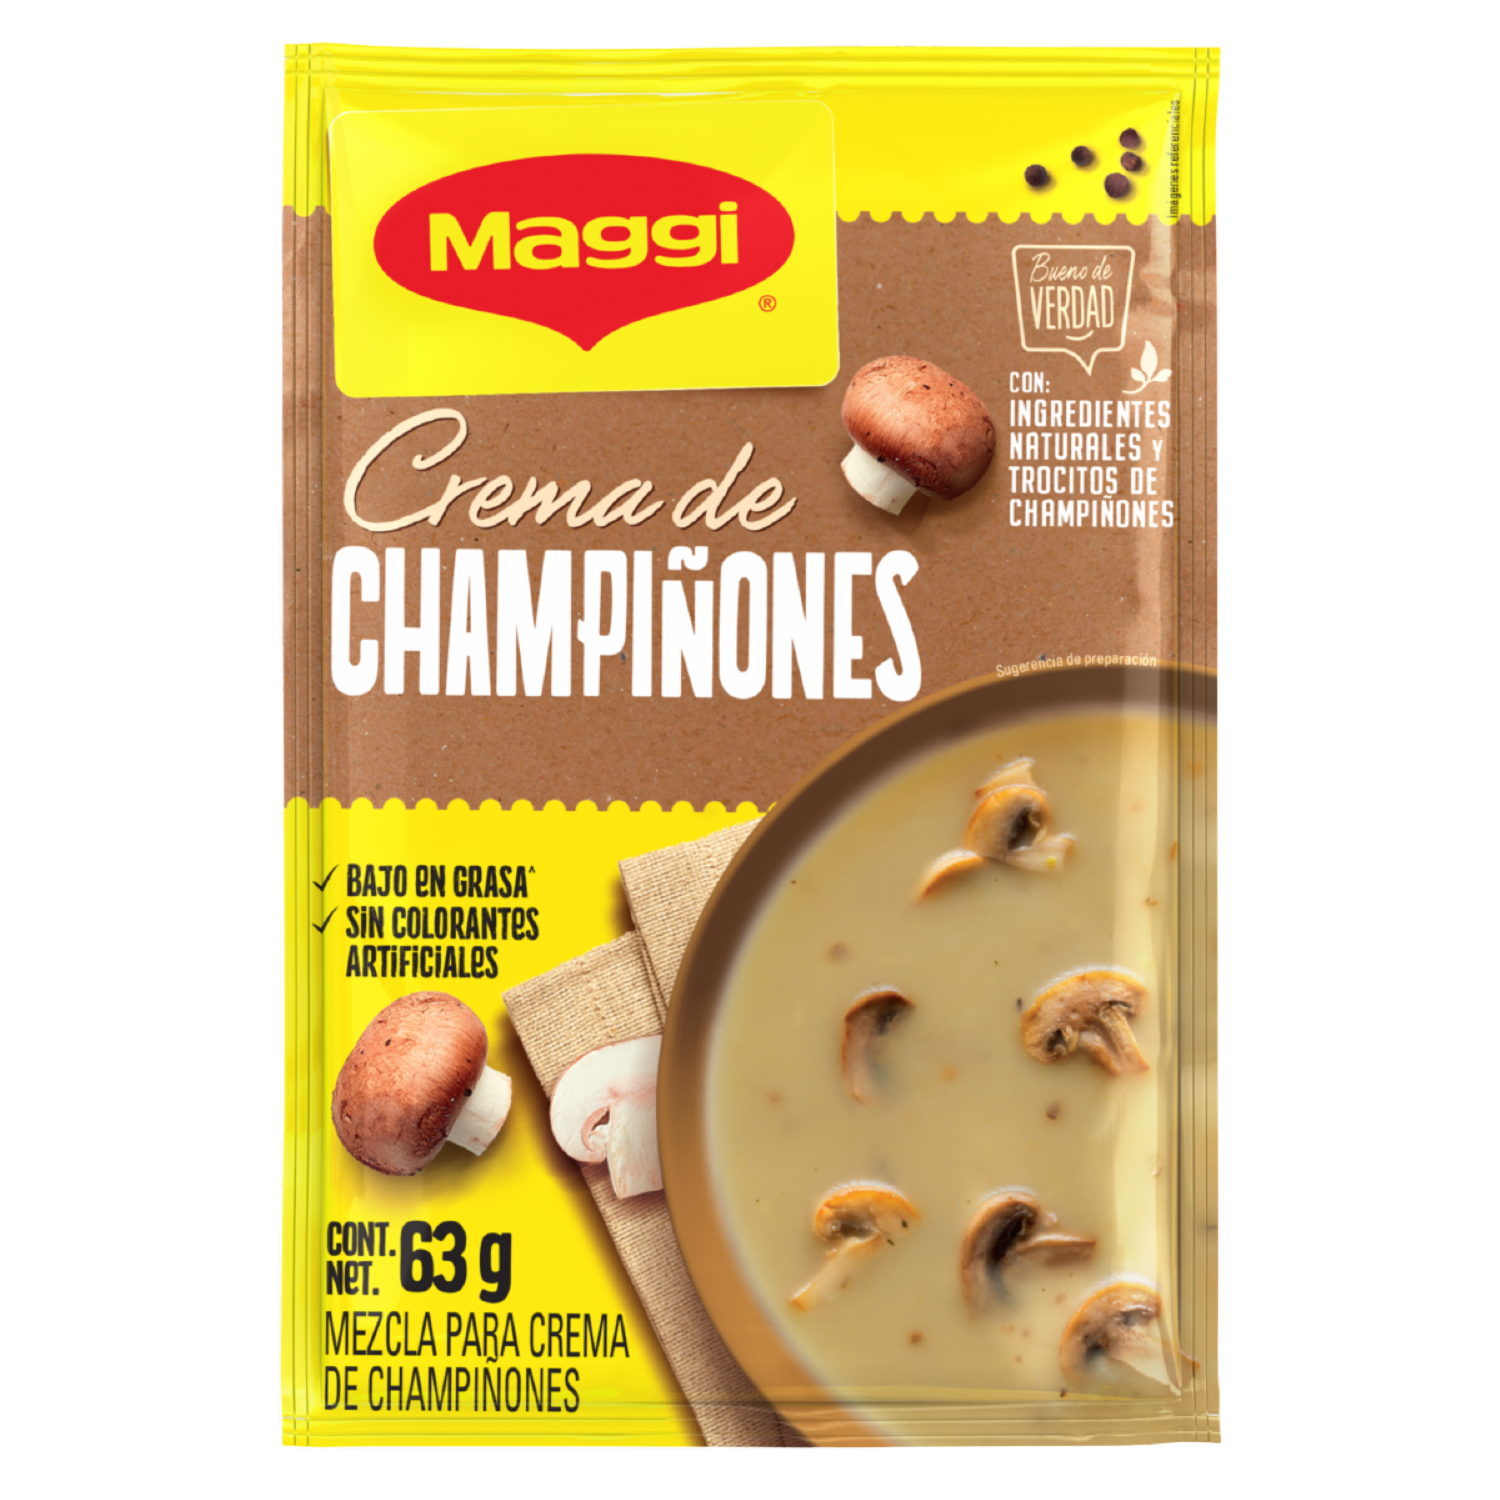 Maggi
®
Imágenes referenciales
Bueno de
VERDAD
CON:
INGREDIENTES
NATURALES Y
TROCITOS DE
CHAMPIÑONES
Crema de
CHAMPIÑONES
Sugerencia de preparación
BAJO EN GRASA^
SIN COLORANTES
ARTIFICIALES
CONT.
NET. 63 g
MEZCLA PARA CREMA
DE CHAMPIÑONES